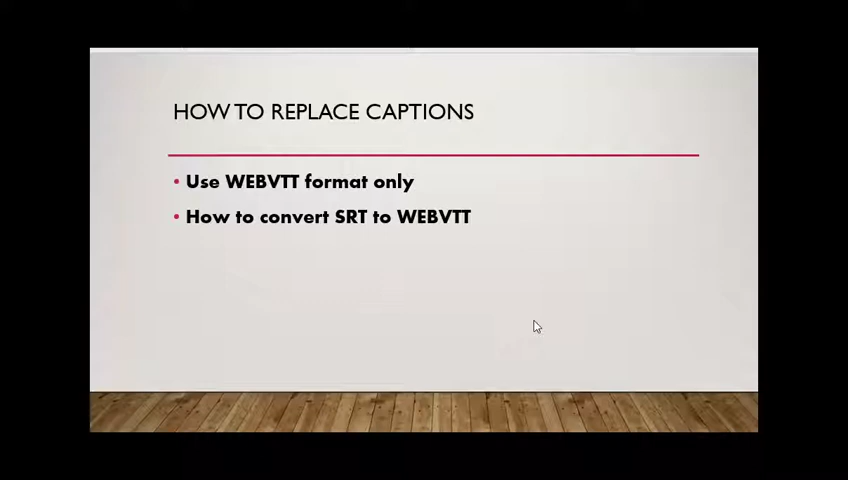 HOW TO REPLACE CAPTIONS
• Use WEBVTT format only
• How to convert SRT to WEBVTT